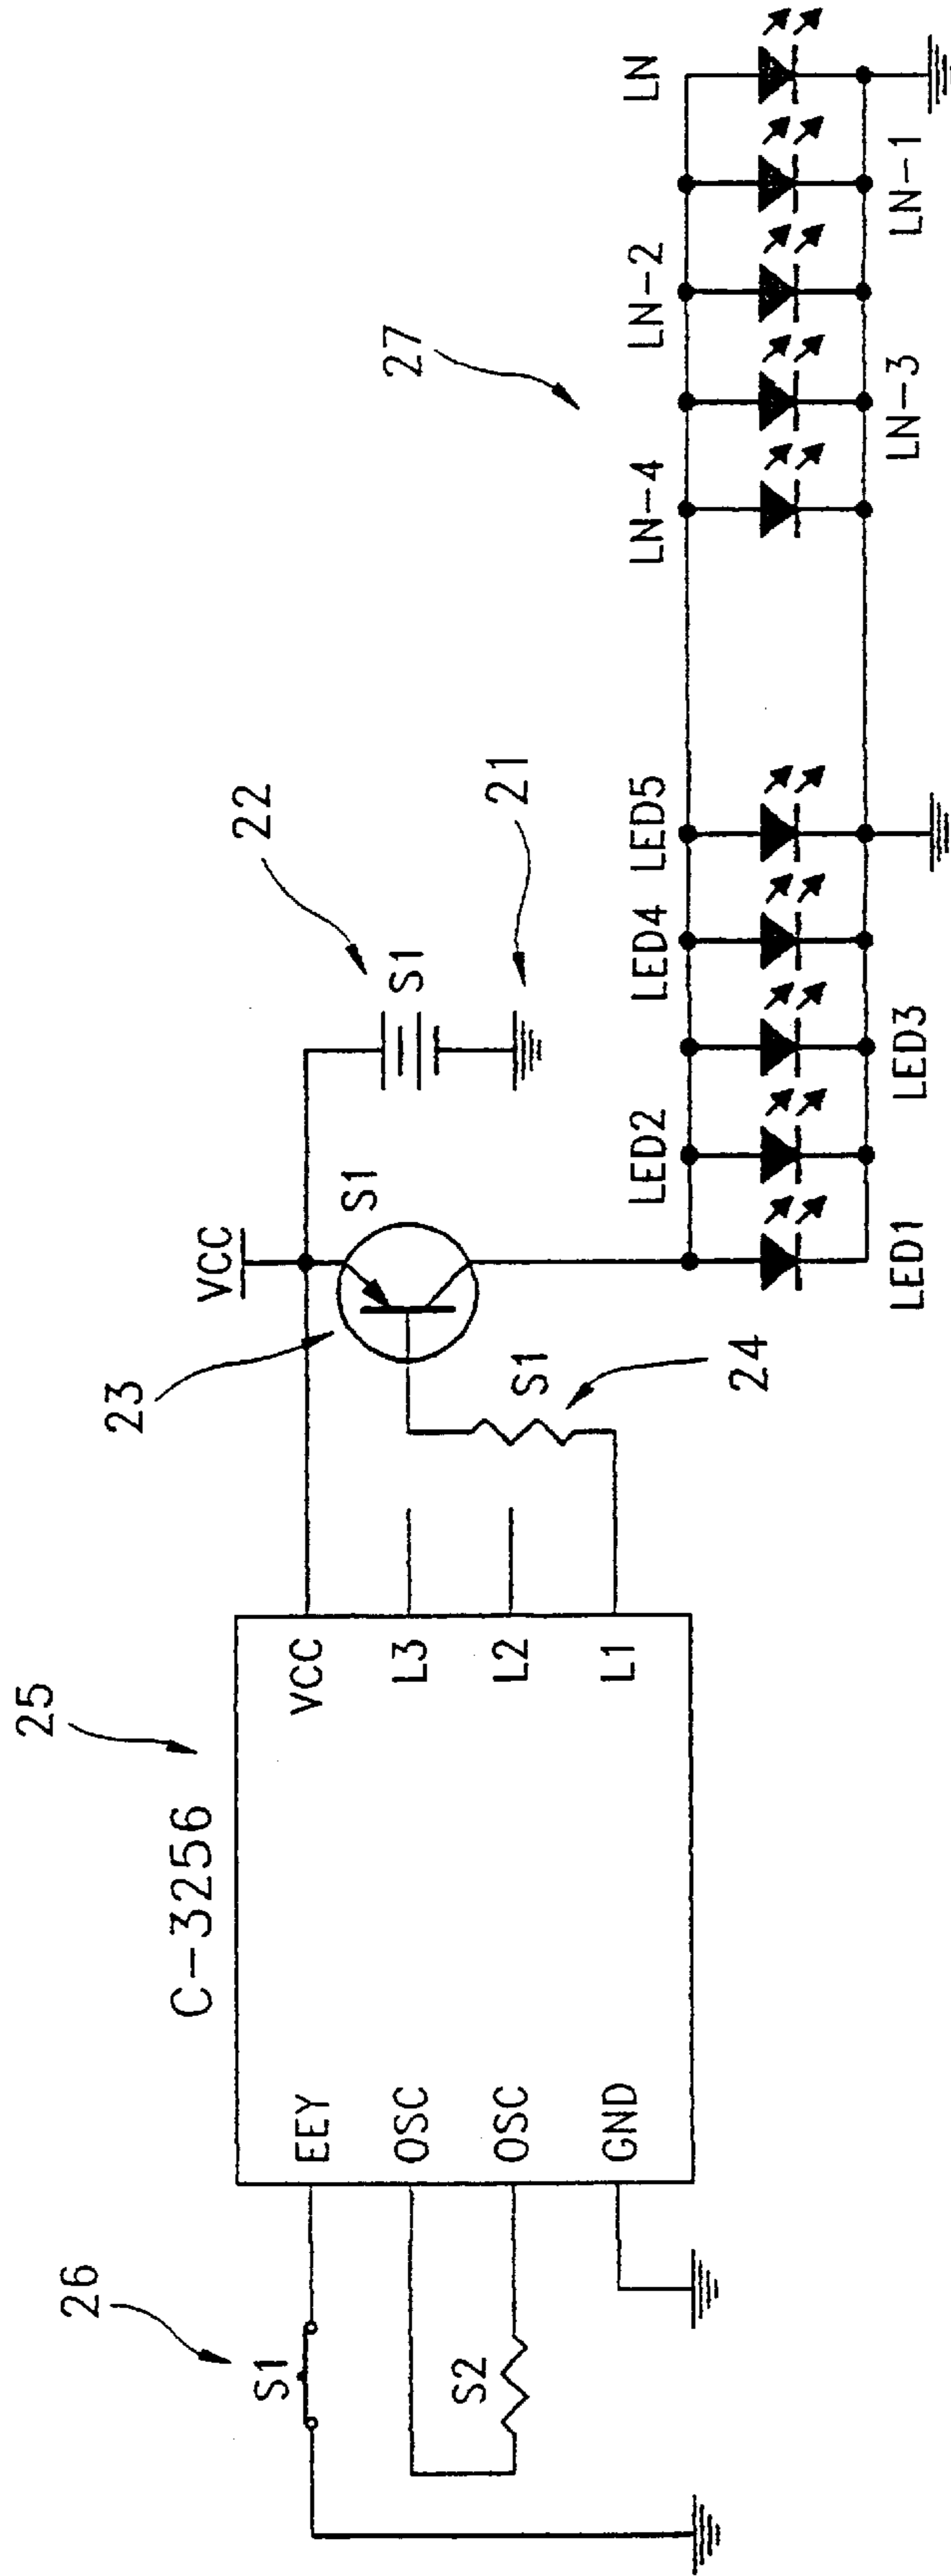 26
S1
S2
C-3256
25
EEY
OSC
OSC
GND
VCC
L3
L2
L1
VCC
23
S1
S1
24
22
S1
21
27
LED1
LED2
LED3
LED4
LED5
LN-4
LN-3
LN-2
LN-1
LN